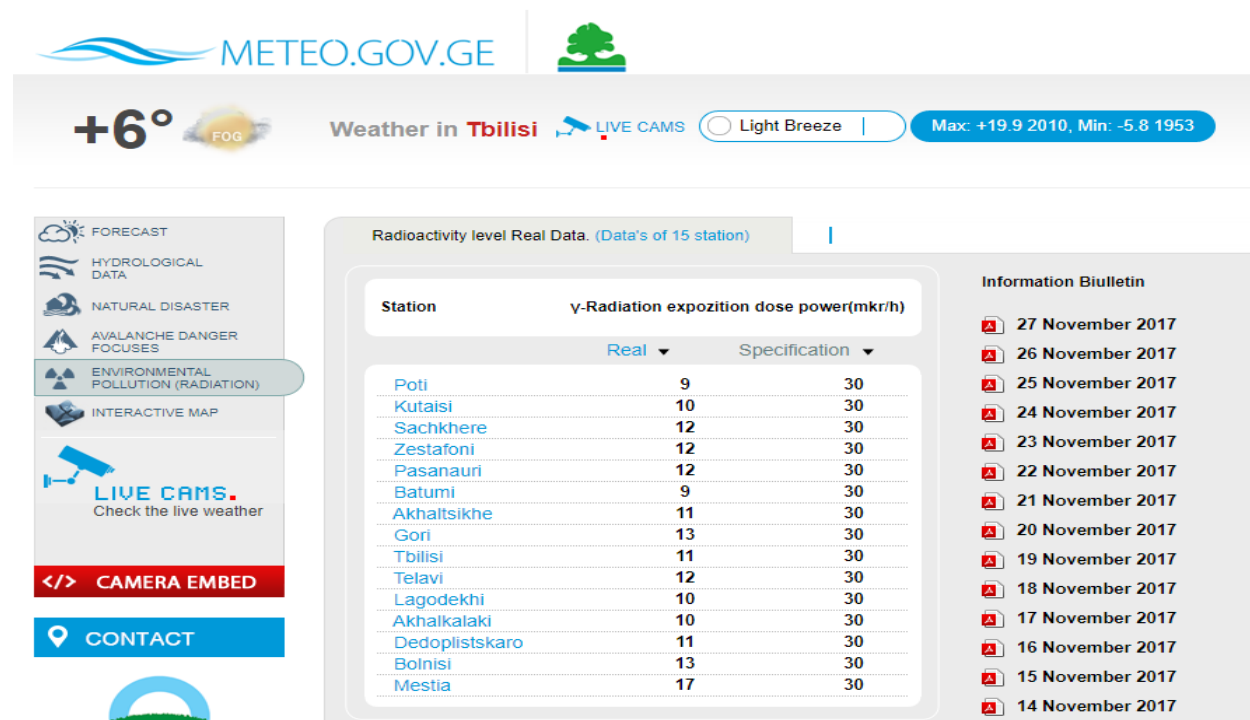 METEO.GOV.GE
+6° FOG Weather in Tbilisi LIVE CAMS Light Breeze | Max: +19.9 2010, Min: -5.8 1953
FORECAST
HYDROLOGICAL
DATA
NATURAL DISASTER
AVALANCHE DANGER
FOCUSES
ENVIRONMENTAL
POLLUTION (RADIATION)
INTERACTIVE MAP
LIVE CAMS.
Check the live weather
</> CAMERA EMBED
CONTACT
Radioactivity level Real Data. (Data's of 15 station) |
Station γ-Radiation expozition dose power(mkr/h)
Real Specification
Poti 9 30
Kutaisi 10 30
Sachkhere 12 30
Zestafoni 12 30
Pasanauri 12 30
Batumi 9 30
Akhaltsikhe 11 30
Gori 13 30
Tbilisi 11 30
Telavi 12 30
Lagodekhi 10 30
Akhalkalaki 10 30
Dedoplistskaro 11 30
Bolnisi 13 30
Mestia 17 30
Information Biulletin
27 November 2017
26 November 2017
25 November 2017
24 November 2017
23 November 2017
22 November 2017
21 November 2017
20 November 2017
19 November 2017
18 November 2017
17 November 2017
16 November 2017
15 November 2017
14 November 2017